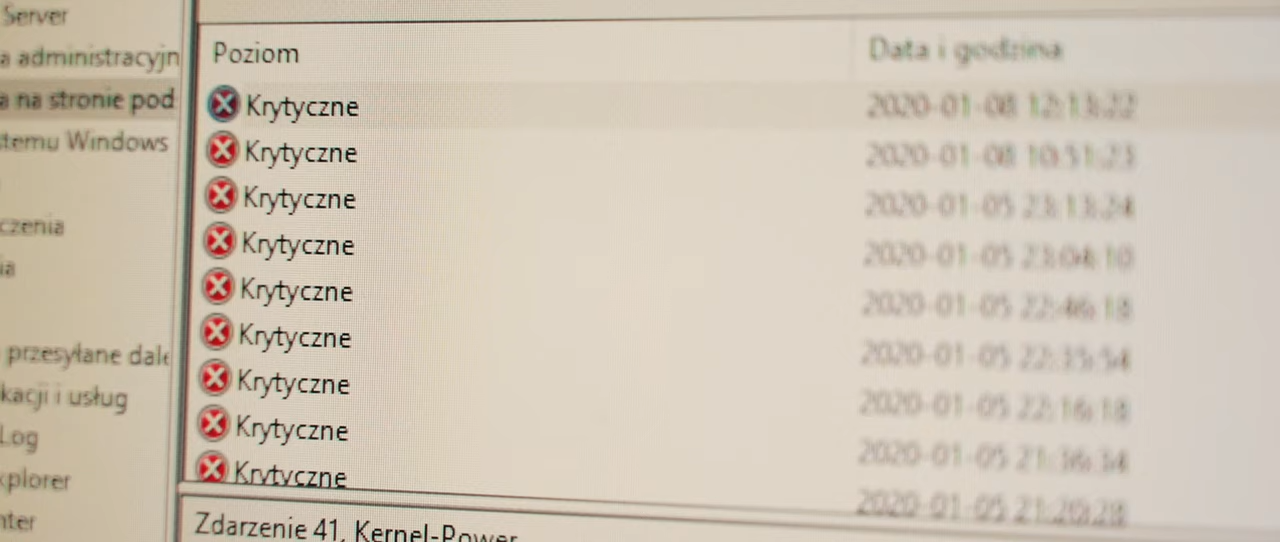 Server
a administracyjn
a na stronie pod
stemu Windows
czenia
ia
przesyłane dale
kacji i usług
Log
xplorer
nter
Poziom Data i godzina
Krytyczne 2020-01-08 12:13:22
Krytyczne 2020-01-08 10:51:23
Krytyczne 2020-01-05 23:13:24
Krytyczne 2020-01-05 23:04:10
Krytyczne 2020-01-05 22:46:18
Krytyczne 2020-01-05 22:35:54
Krytyczne 2020-01-05 22:16:18
Krytyczne 2020-01-05 21:36:34
Krytyczne 2020-01-05 21:20:28
Zdarzenie 41, Kernel-Power